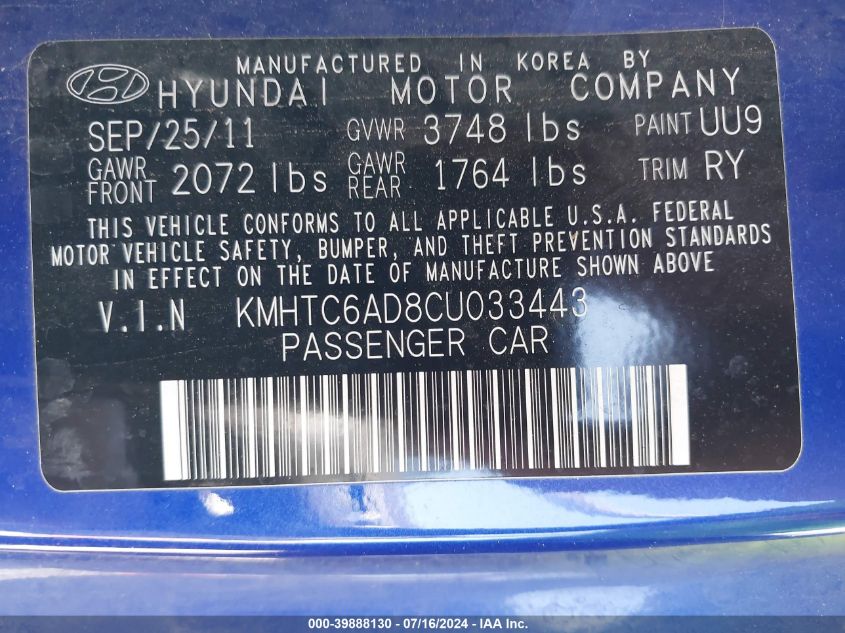 MANUFACTURED IN KOREA BY
HYUNDAI MOTOR COMPANY
SEP/25/11 GVWR 3748 lbs PAINT UU9
GAWR FRONT 2072 lbs GAWR REAR 1764 lbs TRIM RY
THIS VEHICLE CONFORMS TO ALL APPLICABLE U.S.A. FEDERAL
MOTOR VEHICLE SAFETY, BUMPER, AND THEFT PREVENTION STANDARDS
IN EFFECT ON THE DATE OF MANUFACTURE SHOWN ABOVE
V.I.N KMHTC6AD8CU033443
PASSENGER CAR
000-39888130 - 07/16/2024 - IAA Inc.